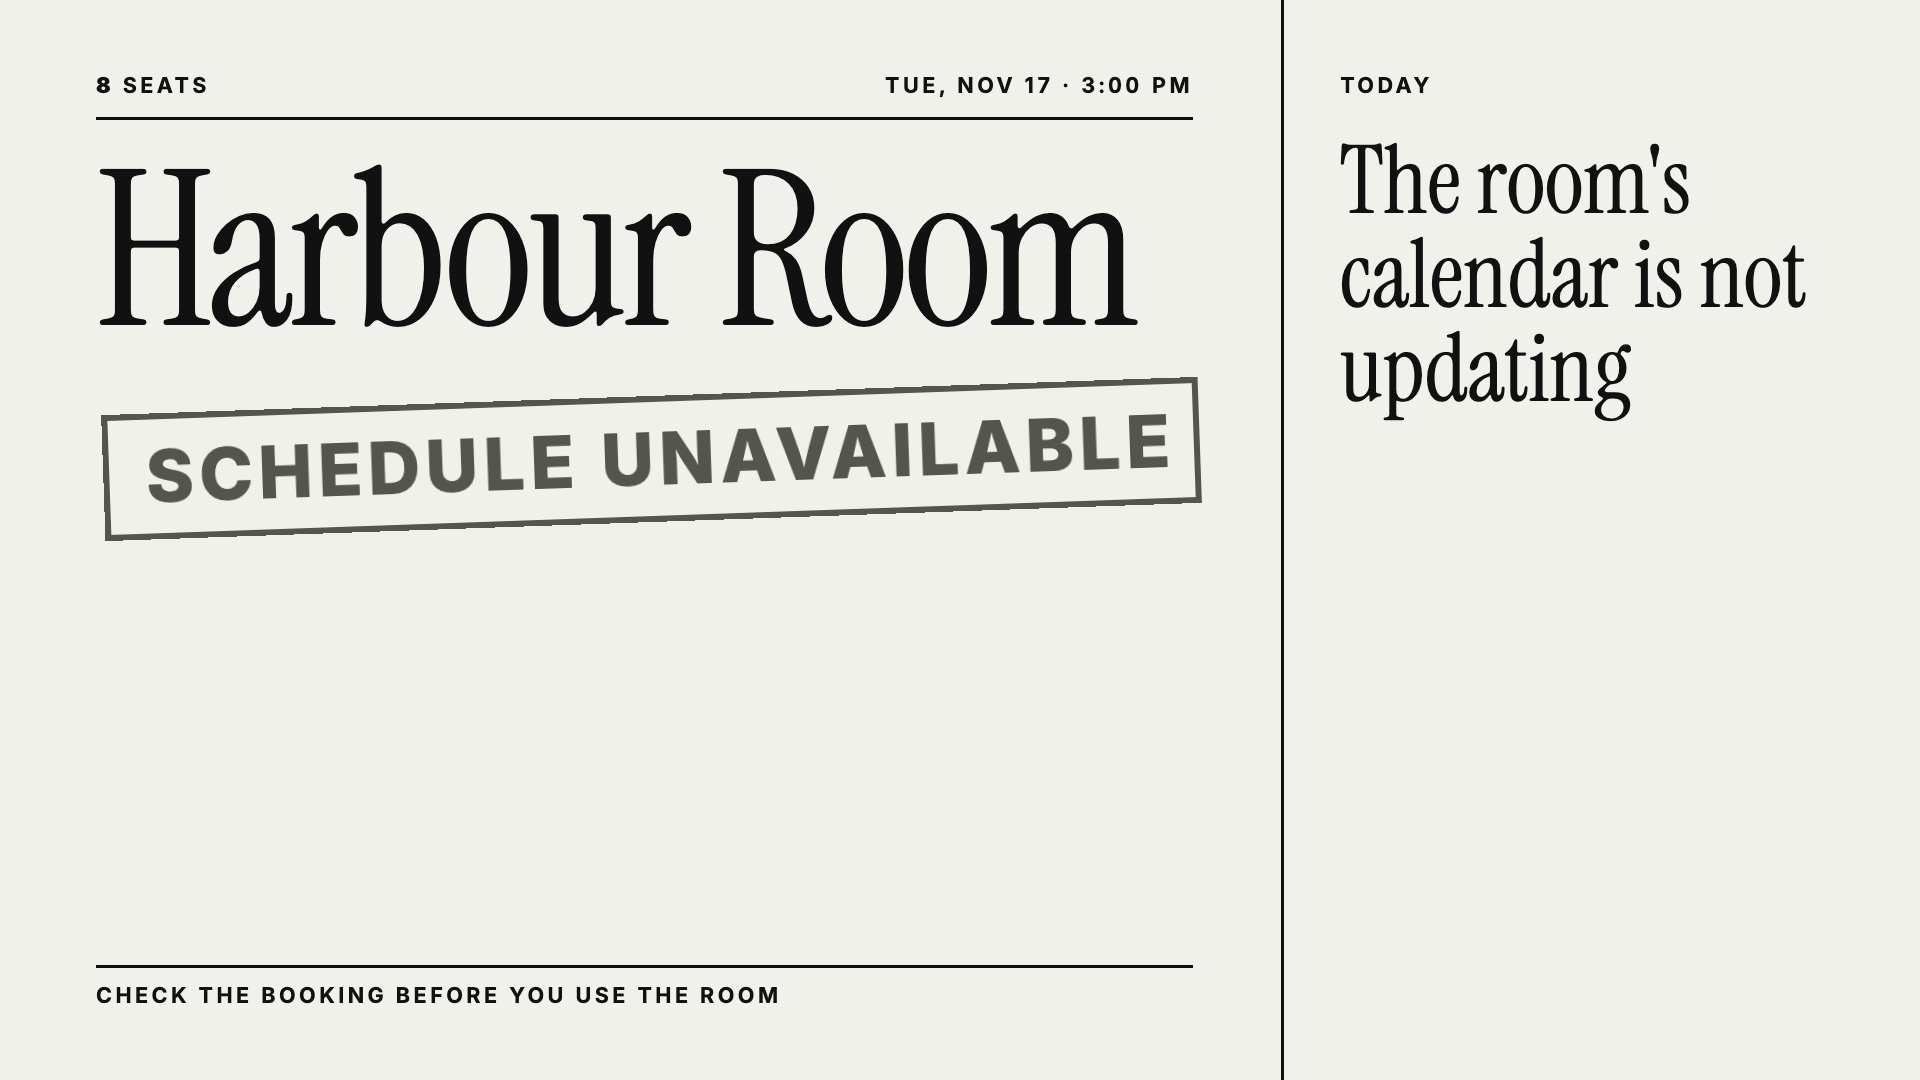 8 SEATS
TUE, NOV 17 · 3:00 PM
Harbour Room
SCHEDULE UNAVAILABLE
CHECK THE BOOKING BEFORE YOU USE THE ROOM
TODAY
The room's
calendar is not
updating